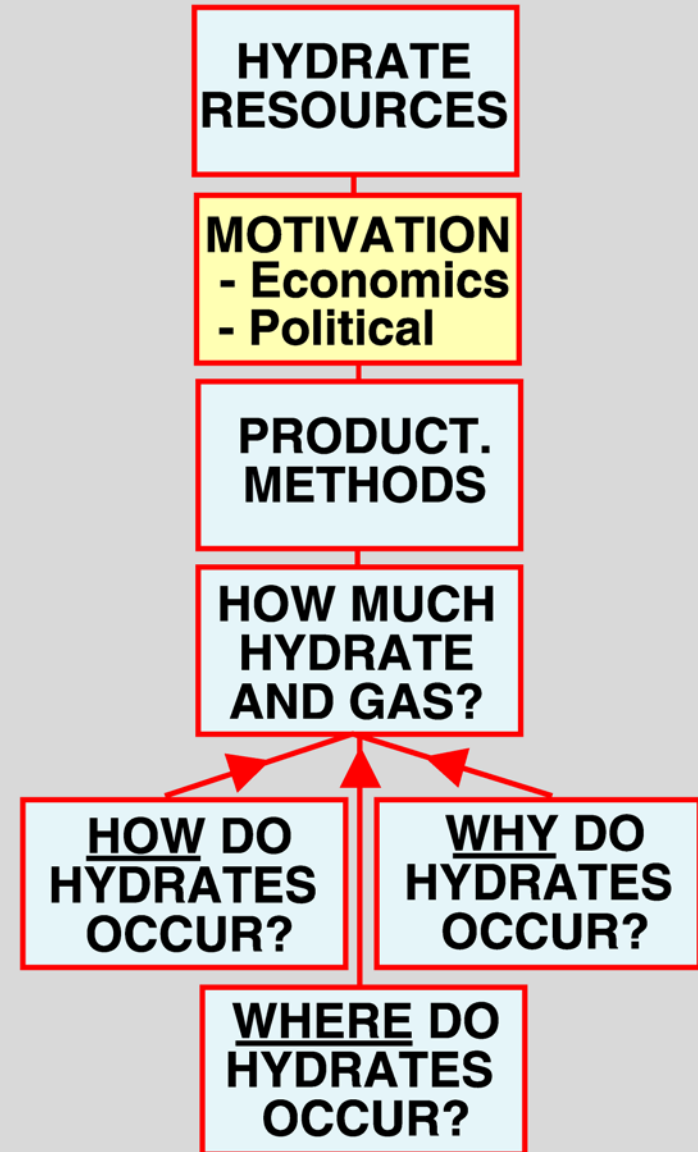 HYDRATE
RESOURCES
MOTIVATION
- Economics
- Political
PRODUCT.
METHODS
HOW MUCH
HYDRATE
AND GAS?
HOW DO
HYDRATES
OCCUR?
WHY DO
HYDRATES
OCCUR?
WHERE DO
HYDRATES
OCCUR?